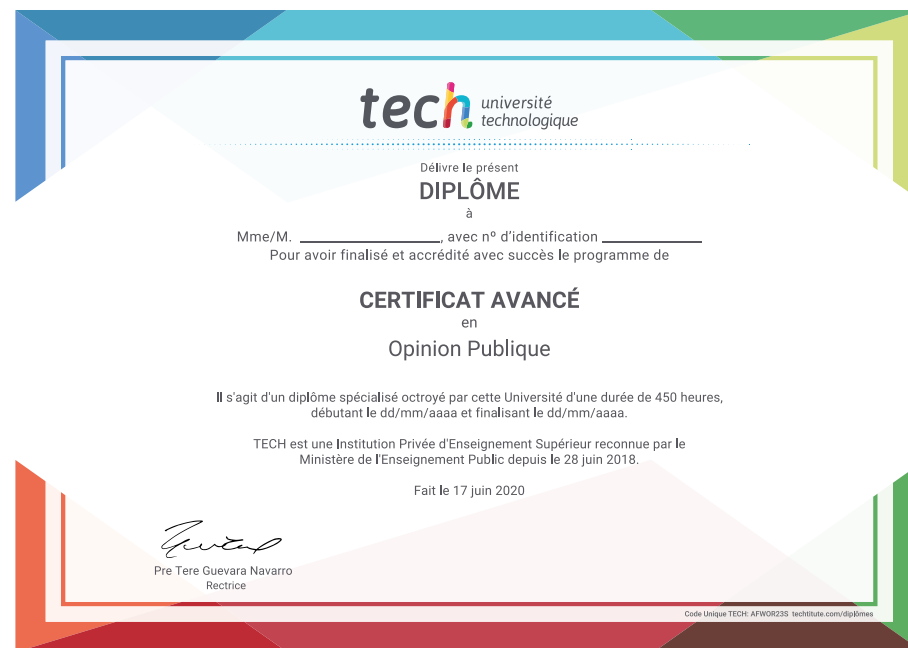 tech université
technologique
Délivre le présent
DIPLÔME
à
Mme/M. ____________________, avec nº d'identification ______________
Pour avoir finalisé et accrédité avec succès le programme de
CERTIFICAT AVANCÉ
en
Opinion Publique
Il s'agit d'un diplôme spécialisé octroyé par cette Université d'une durée de 450 heures,
débutant le dd/mm/aaaa et finalisant le dd/mm/aaaa.
TECH est une Institution Privée d'Enseignement Supérieur reconnue par le
Ministère de l'Enseignement Public depuis le 28 juin 2018.
Fait le 17 juin 2020
Pre Tere Guevara Navarro
Rectrice
Code Unique TECH: AFWOR23S techtitute.com/diplômes